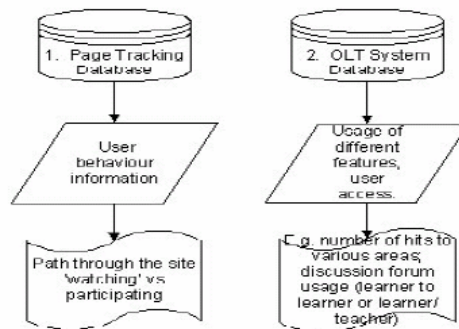 1. Page Tracking
Database
User
behaviour
information
Path through the site
'watching' vs
participating
2. OLT System
Database
Usage of
different
features,
user
access.
E.g. number of hits to
various areas;
discussion forum
usage (learner to
learner or learner/
teacher)